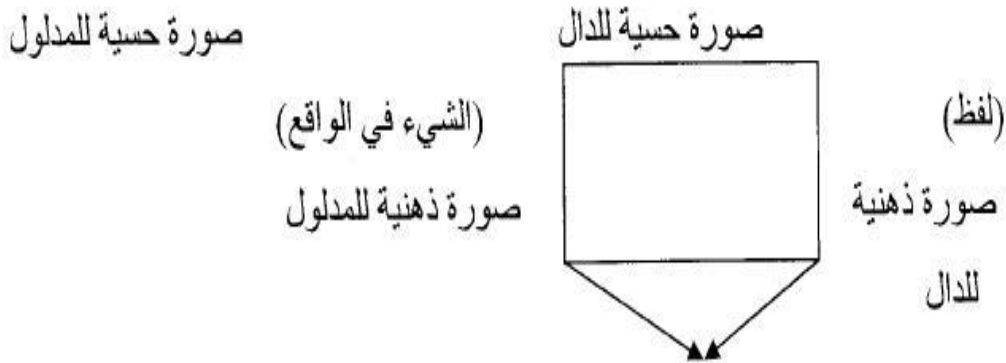 صورة حسية للدال
صورة حسية للمدلول
(لفظ)
(الشيء في الواقع)
صورة ذهنية
صورة ذهنية للمدلول
للدال